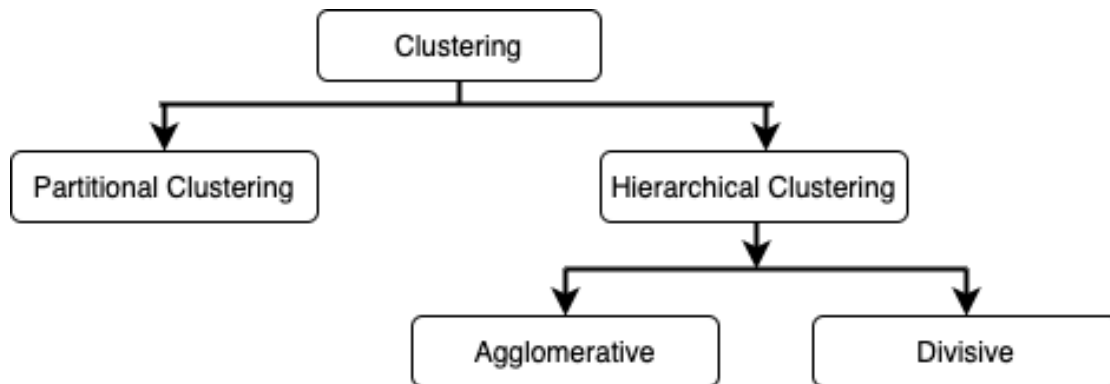 Clustering
Partitional Clustering
Hierarchical Clustering
Agglomerative
Divisive